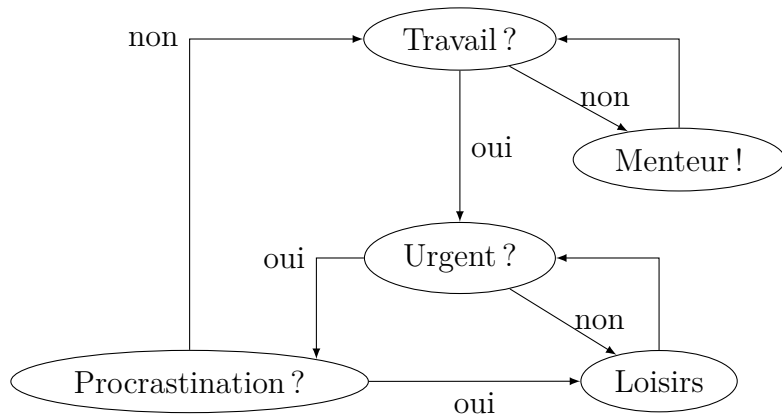 non
Travail ?
non
oui
Menteur !
oui
Urgent ?
non
Procrastination ?
oui
Loisirs